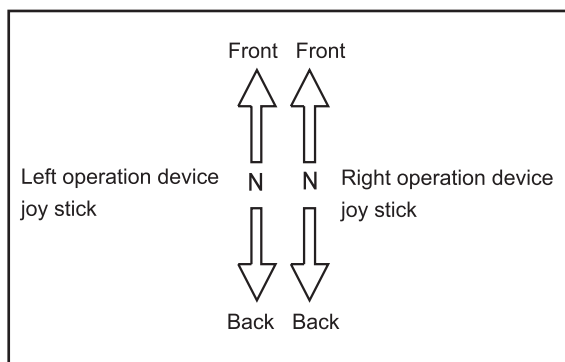 Front Front
Left operation device
joy stick
N N
Right operation device
joy stick
Back Back